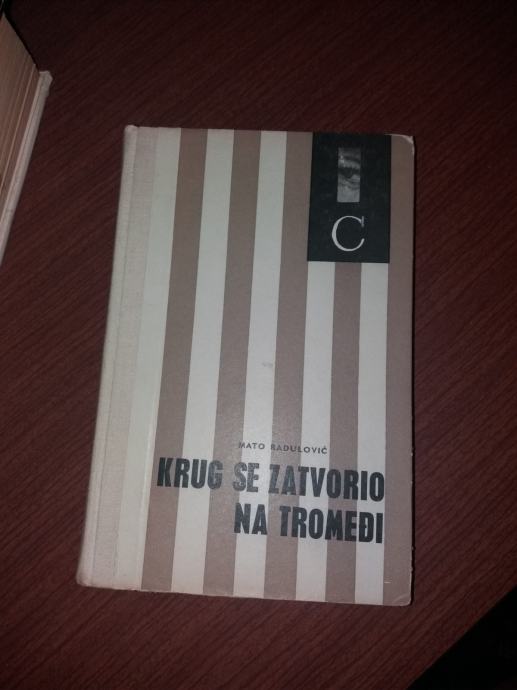 C
MATO RADULOVIĆ
KRUG SE ZATVORIO
NA TROMEĐI